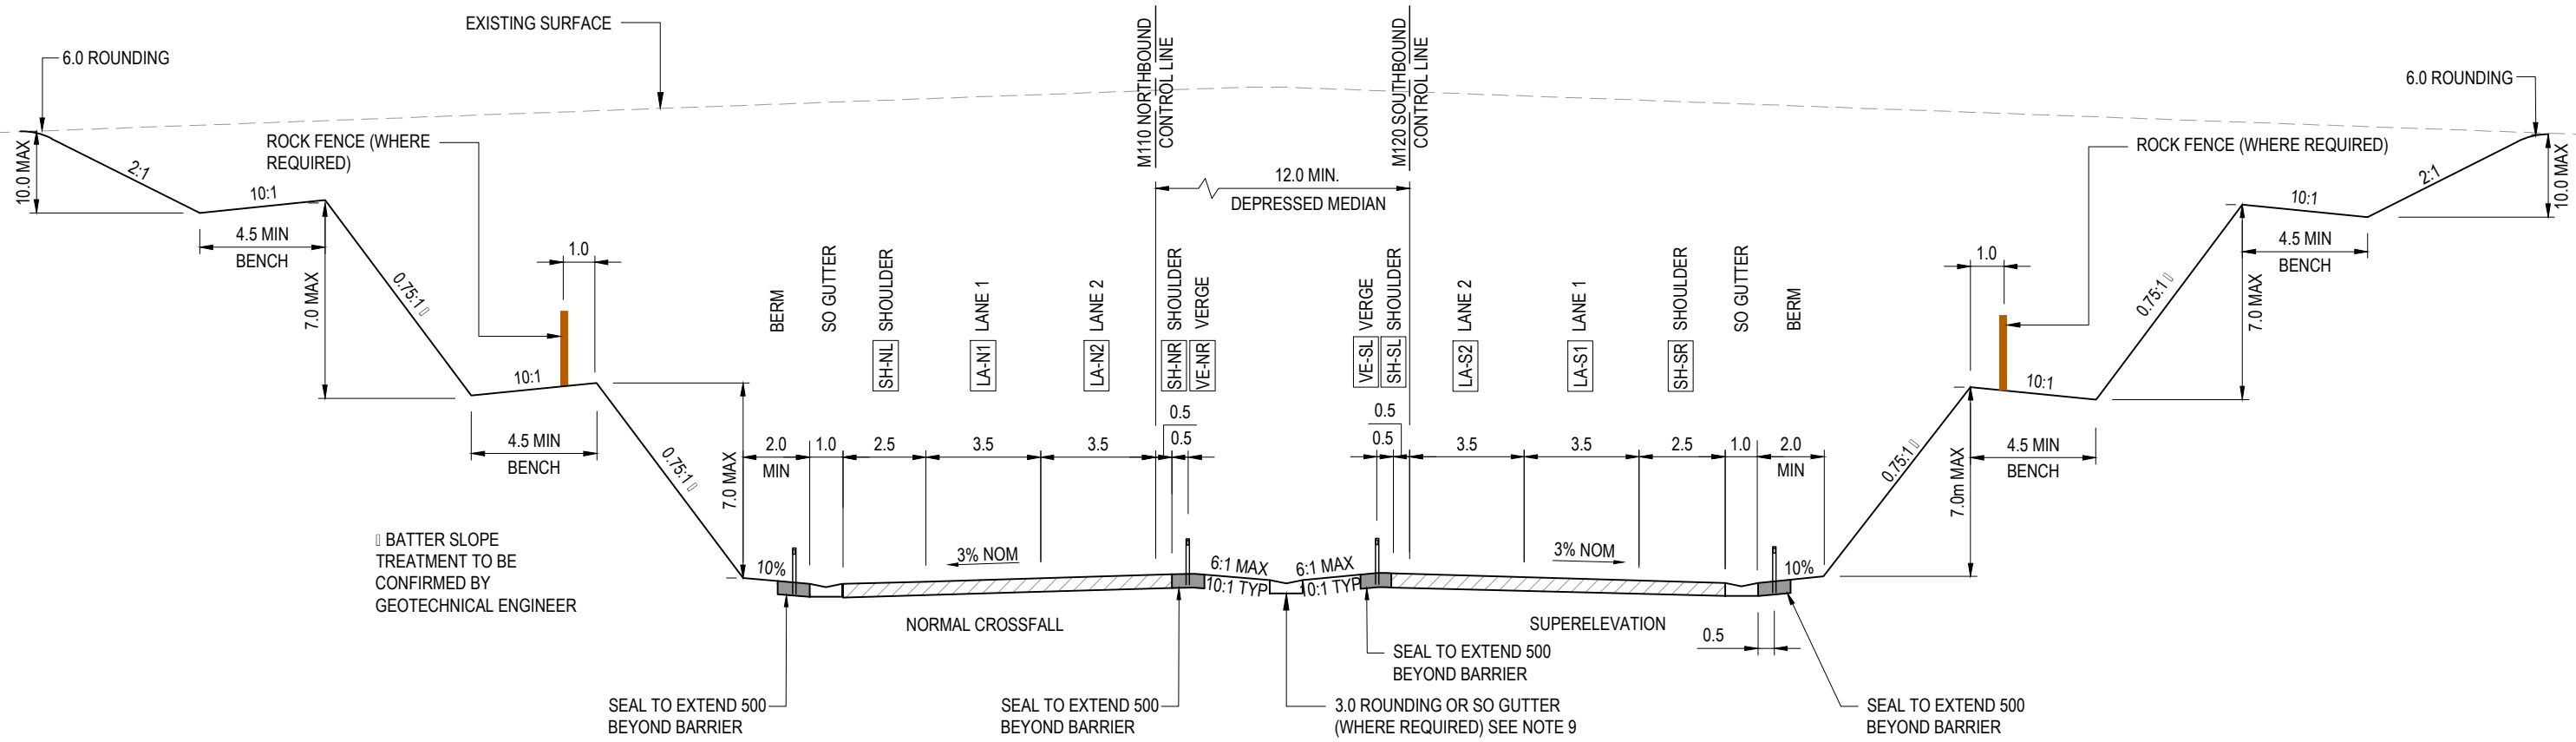 EXISTING SURFACE
6.0 ROUNDING
6.0 ROUNDING
M110 NORTHBOUND
CONTROL LINE
M120 SOUTHBOUND
CONTROL LINE
ROCK FENCE (WHERE
REQUIRED)
ROCK FENCE (WHERE REQUIRED)
10.0 MAX
2:1
10:1
4.5 MIN
BENCH
7.0 MAX
0.75:1
1.0
10:1
4.5 MIN
BENCH
0.75:1
7.0 MAX
12.0 MIN.
DEPRESSED MEDIAN
BERM
SO GUTTER
SHOULDER
LANE 1
LANE 2
SHOULDER
VERGE
VERGE
SHOULDER
LANE 2
LANE 1
SHOULDER
SO GUTTER
BERM
SH-NL
LA-N1
LA-N2
SH-NR
VE-NR
VE-SL
SH-SL
LA-S2
LA-S1
SH-SR
2.0
MIN
1.0
2.5
3.5
3.5
0.5
0.5
0.5
0.5
3.5
3.5
2.5
1.0
2.0
MIN
1.0
10:1
4.5 MIN
BENCH
7.0m MAX
0.75:1
0.75:1
7.0 MAX
10:1
4.5 MIN
BENCH
2:1
10.0 MAX
BATTER SLOPE
TREATMENT TO BE
CONFIRMED BY
GEOTECHNICAL ENGINEER
10%
3% NOM
6:1 MAX
10:1 TYP
6:1 MAX
10:1 TYP
3% NOM
10%
NORMAL CROSSFALL
SUPERELEVATION
0.5
SEAL TO EXTEND 500
BEYOND BARRIER
SEAL TO EXTEND 500
BEYOND BARRIER
SEAL TO EXTEND 500
BEYOND BARRIER
3.0 ROUNDING OR SO GUTTER
(WHERE REQUIRED) SEE NOTE 9
SEAL TO EXTEND 500
BEYOND BARRIER